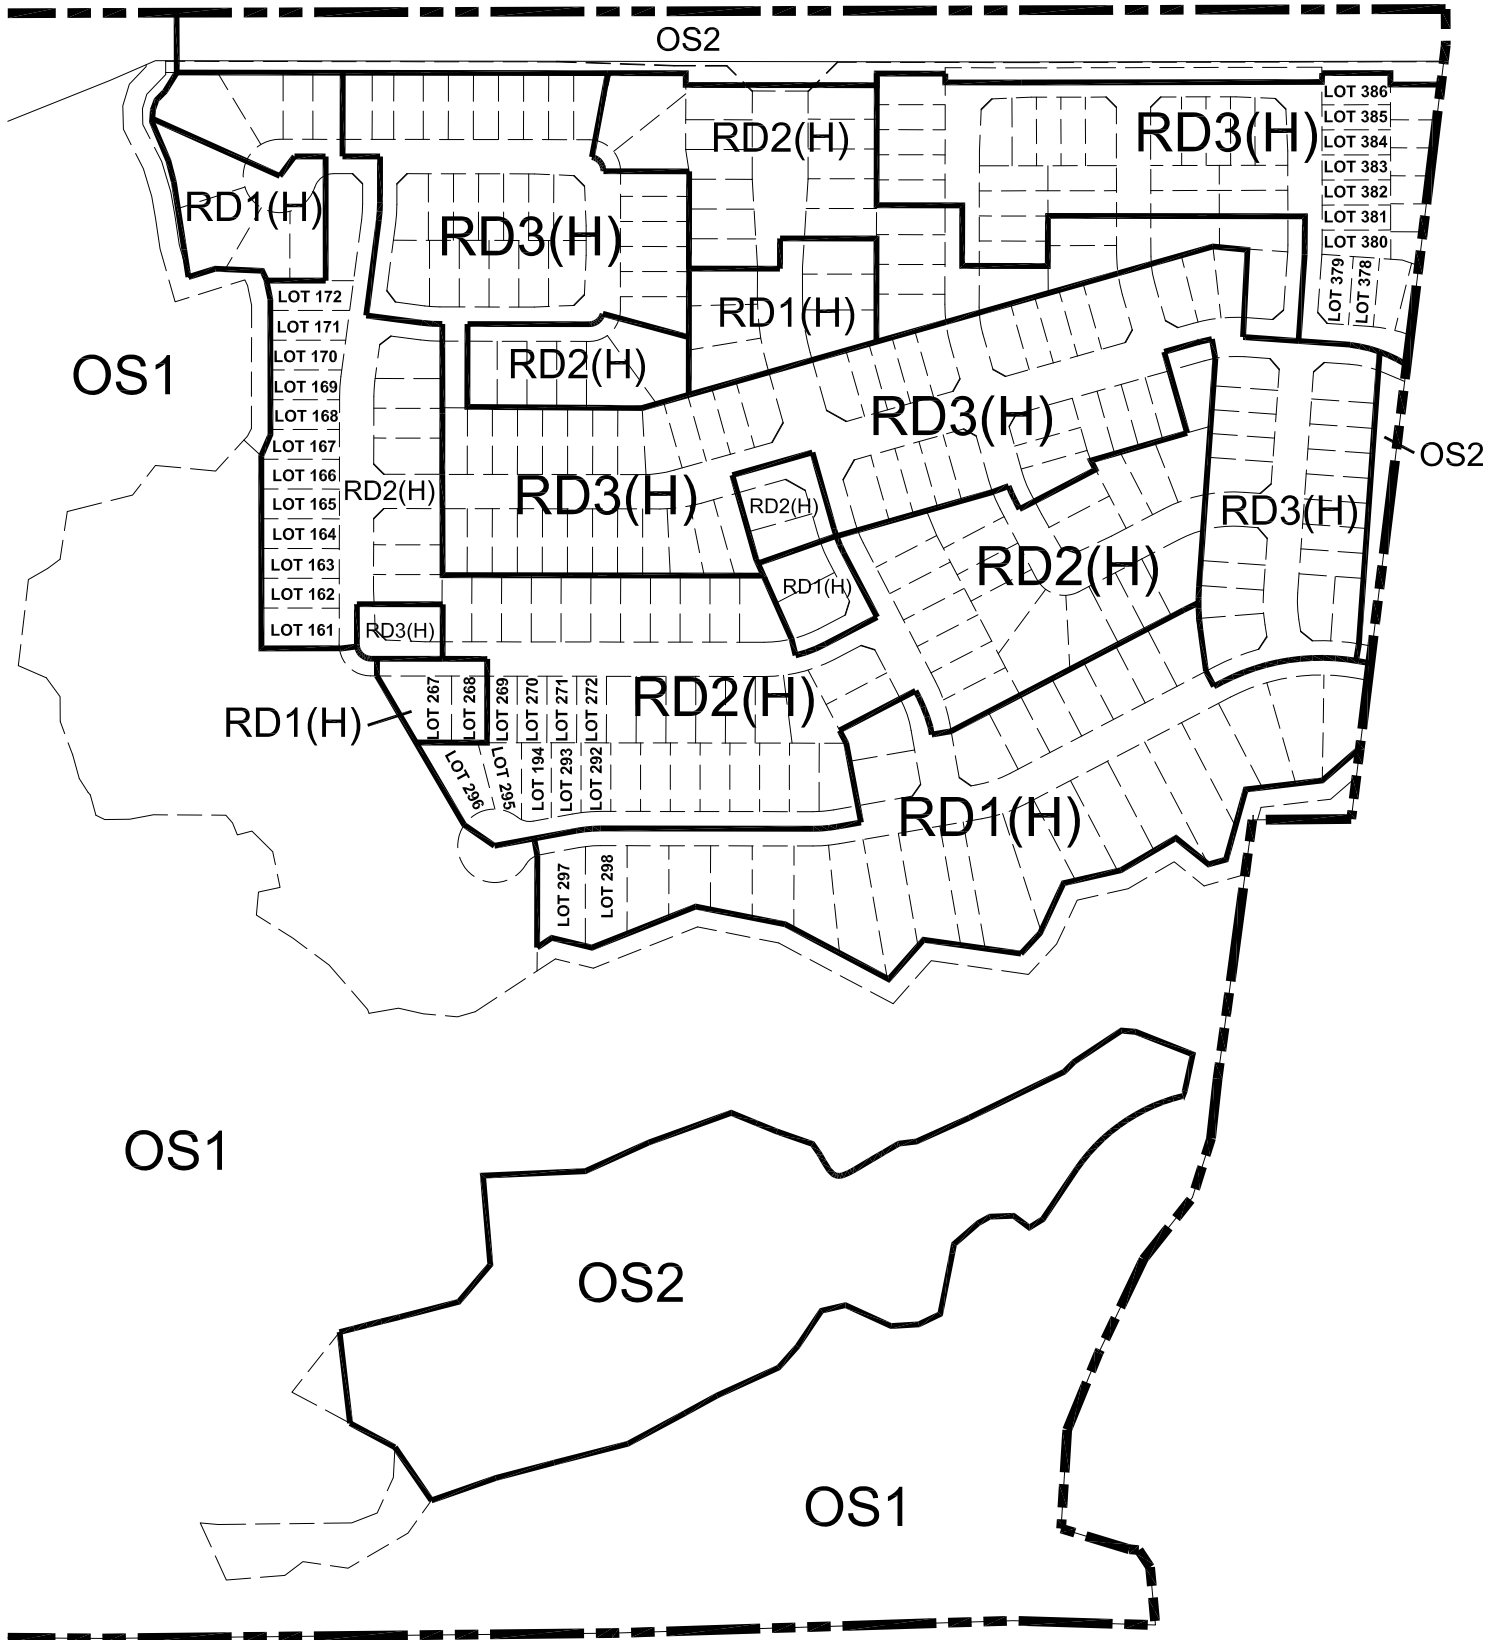 OS2
LOT 386
LOT 385
RD2(H)
RD3(H)
LOT 384
LOT 383
LOT 382
RD1(H)
LOT 381
RD3(H)
LOT 380
LOT 379
LOT 378
LOT 172
RD1(H)
LOT 171
LOT 170
RD2(H)
OS1
LOT 169
LOT 168
RD3(H)
LOT 167
OS2
LOT 166
RD2(H)
RD3(H)
LOT 165
RD2(H)
RD3(H)
LOT 164
LOT 163
RD2(H)
RD1(H)
LOT 162
LOT 161
RD3(H)
LOT 267
LOT 268
LOT 269
LOT 270
LOT 271
LOT 272
RD2(H)
RD1(H)
LOT 296
LOT 295
LOT 194
LOT 293
LOT 292
RD1(H)
LOT 297
LOT 298
OS1
OS2
OS1